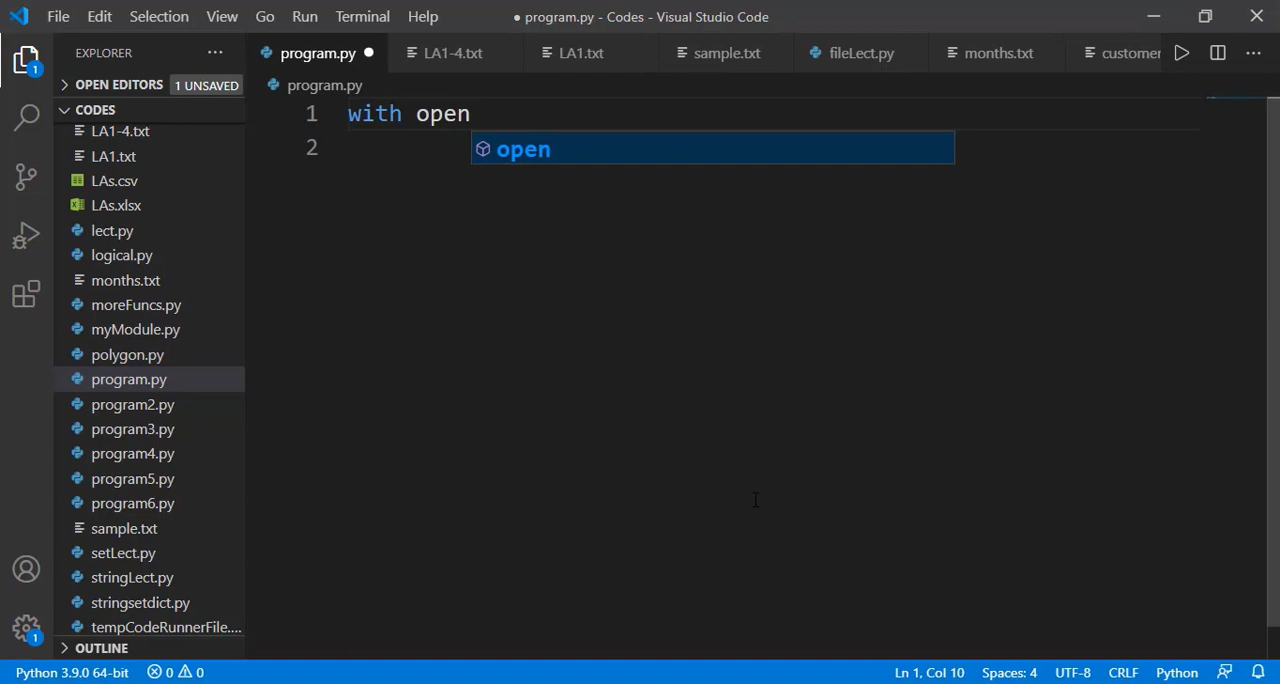 File Edit Selection View Go Run Terminal Help
● program.py - Codes - Visual Studio Code
EXPLORER
program.py LA1-4.txt LA1.txt sample.txt fileLect.py months.txt customer
OPEN EDITORS 1 UNSAVED
program.py
CODES
LA1-4.txt
LA1.txt
LAs.csv
LAs.xlsx
lect.py
logical.py
months.txt
moreFuncs.py
myModule.py
polygon.py
program.py
program2.py
program3.py
program4.py
program5.py
program6.py
sample.txt
setLect.py
stringLect.py
stringsetdict.py
tempCodeRunnerFile....
OUTLINE
1 with open
open
2
1
1
Python 3.9.0 64-bit 0 0 Ln 1, Col 10 Spaces: 4 UTF-8 CRLF Python